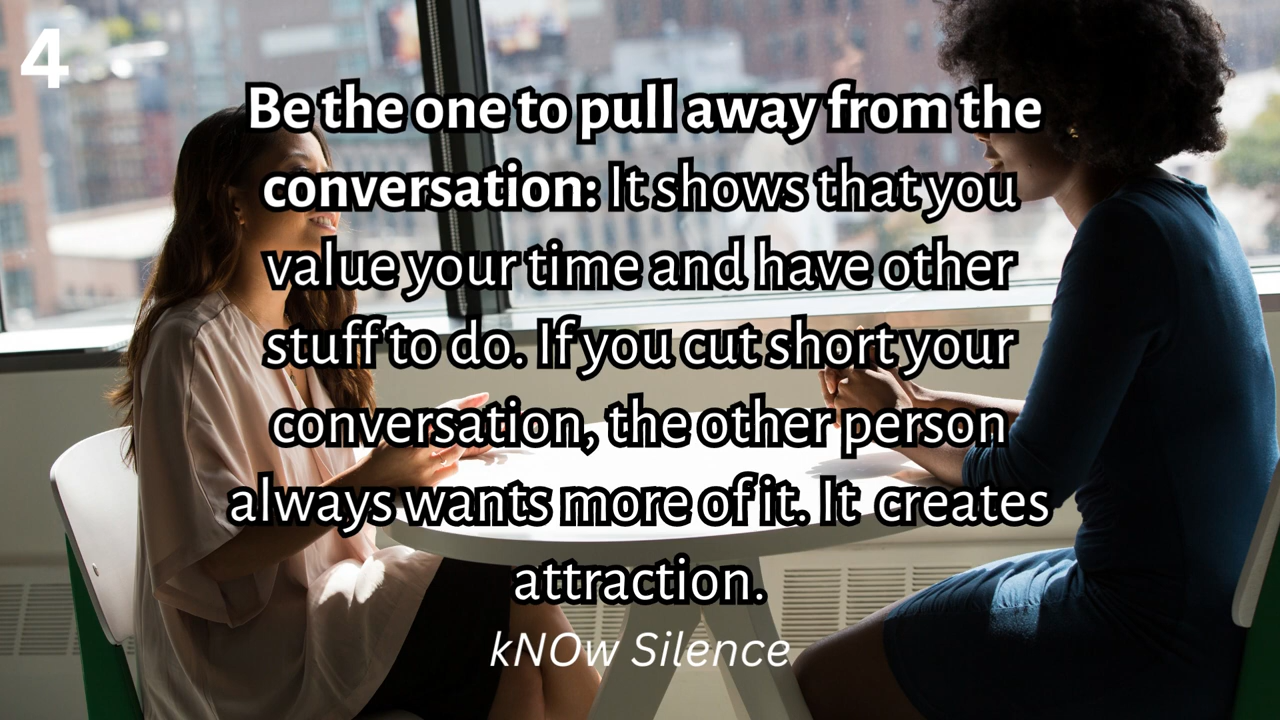 4
Be the one to pull away from the
conversation: It shows that you
value your time and have other
stuff to do. If you cut short your
conversation, the other person
always wants more of it. It creates
attraction.
kNOw Silence